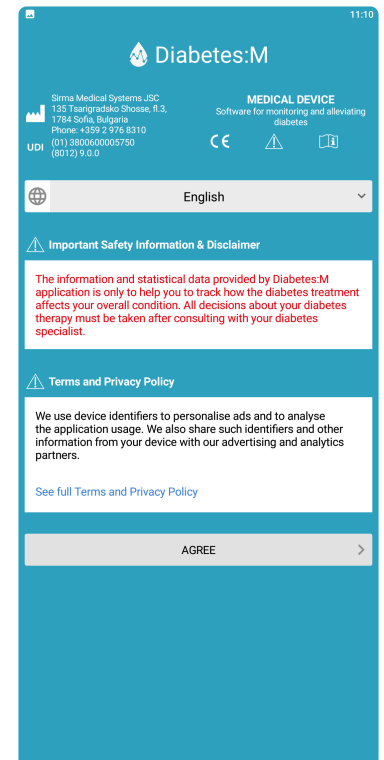 11:10
Diabetes:M
Sirma Medical Systems JSC
135 Tsarigradsko Shosse, fl.3,
1784 Sofia, Bulgaria
Phone: +359 2 976 8310
UDI (01) 3800600005750
(8012) 9.0.0
MEDICAL DEVICE
Software for monitoring and alleviating
diabetes
CE
English
Important Safety Information & Disclaimer
The information and statistical data provided by Diabetes:M
application is only to help you to track how the diabetes treatment
affects your overall condition. All decisions about your diabetes
therapy must be taken after consulting with your diabetes
specialist.
Terms and Privacy Policy
We use device identifiers to personalise ads and to analyse
the application usage. We also share such identifiers and other
information from your device with our advertising and analytics
partners.
See full Terms and Privacy Policy
AGREE